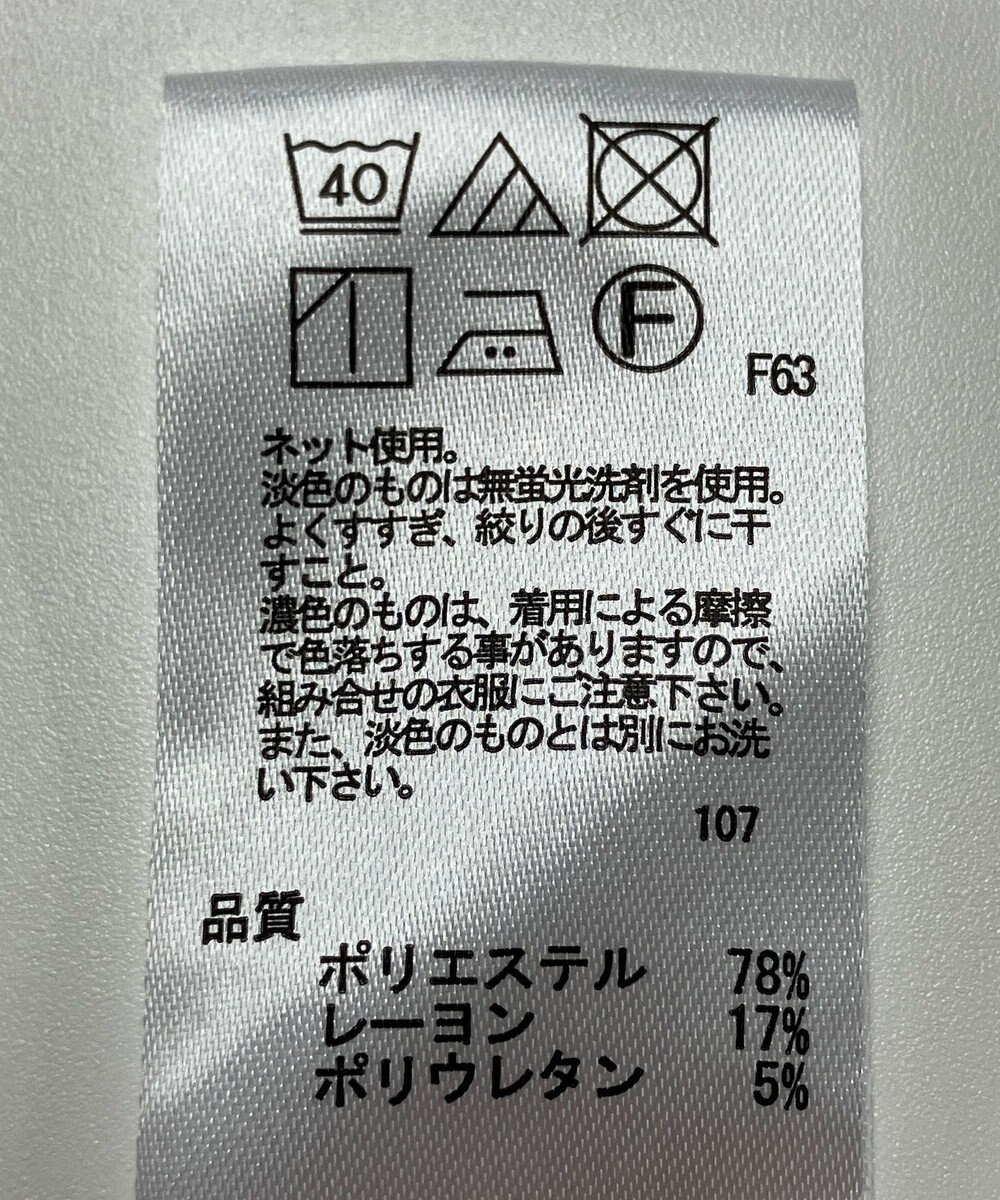 40
F
F63
ネット使用。
淡色のものは無蛍光洗剤を使用。
よくすすぎ、絞りの後すぐに干
すこと。
濃色のものは、着用による摩擦
で色落ちする事がありますので、
組み合せの衣服にご注意下さい。
また、淡色のものとは別にお洗
い下さい。
107
品質
ポリエステル 78%
レーヨン 17%
ポリウレタン 5%